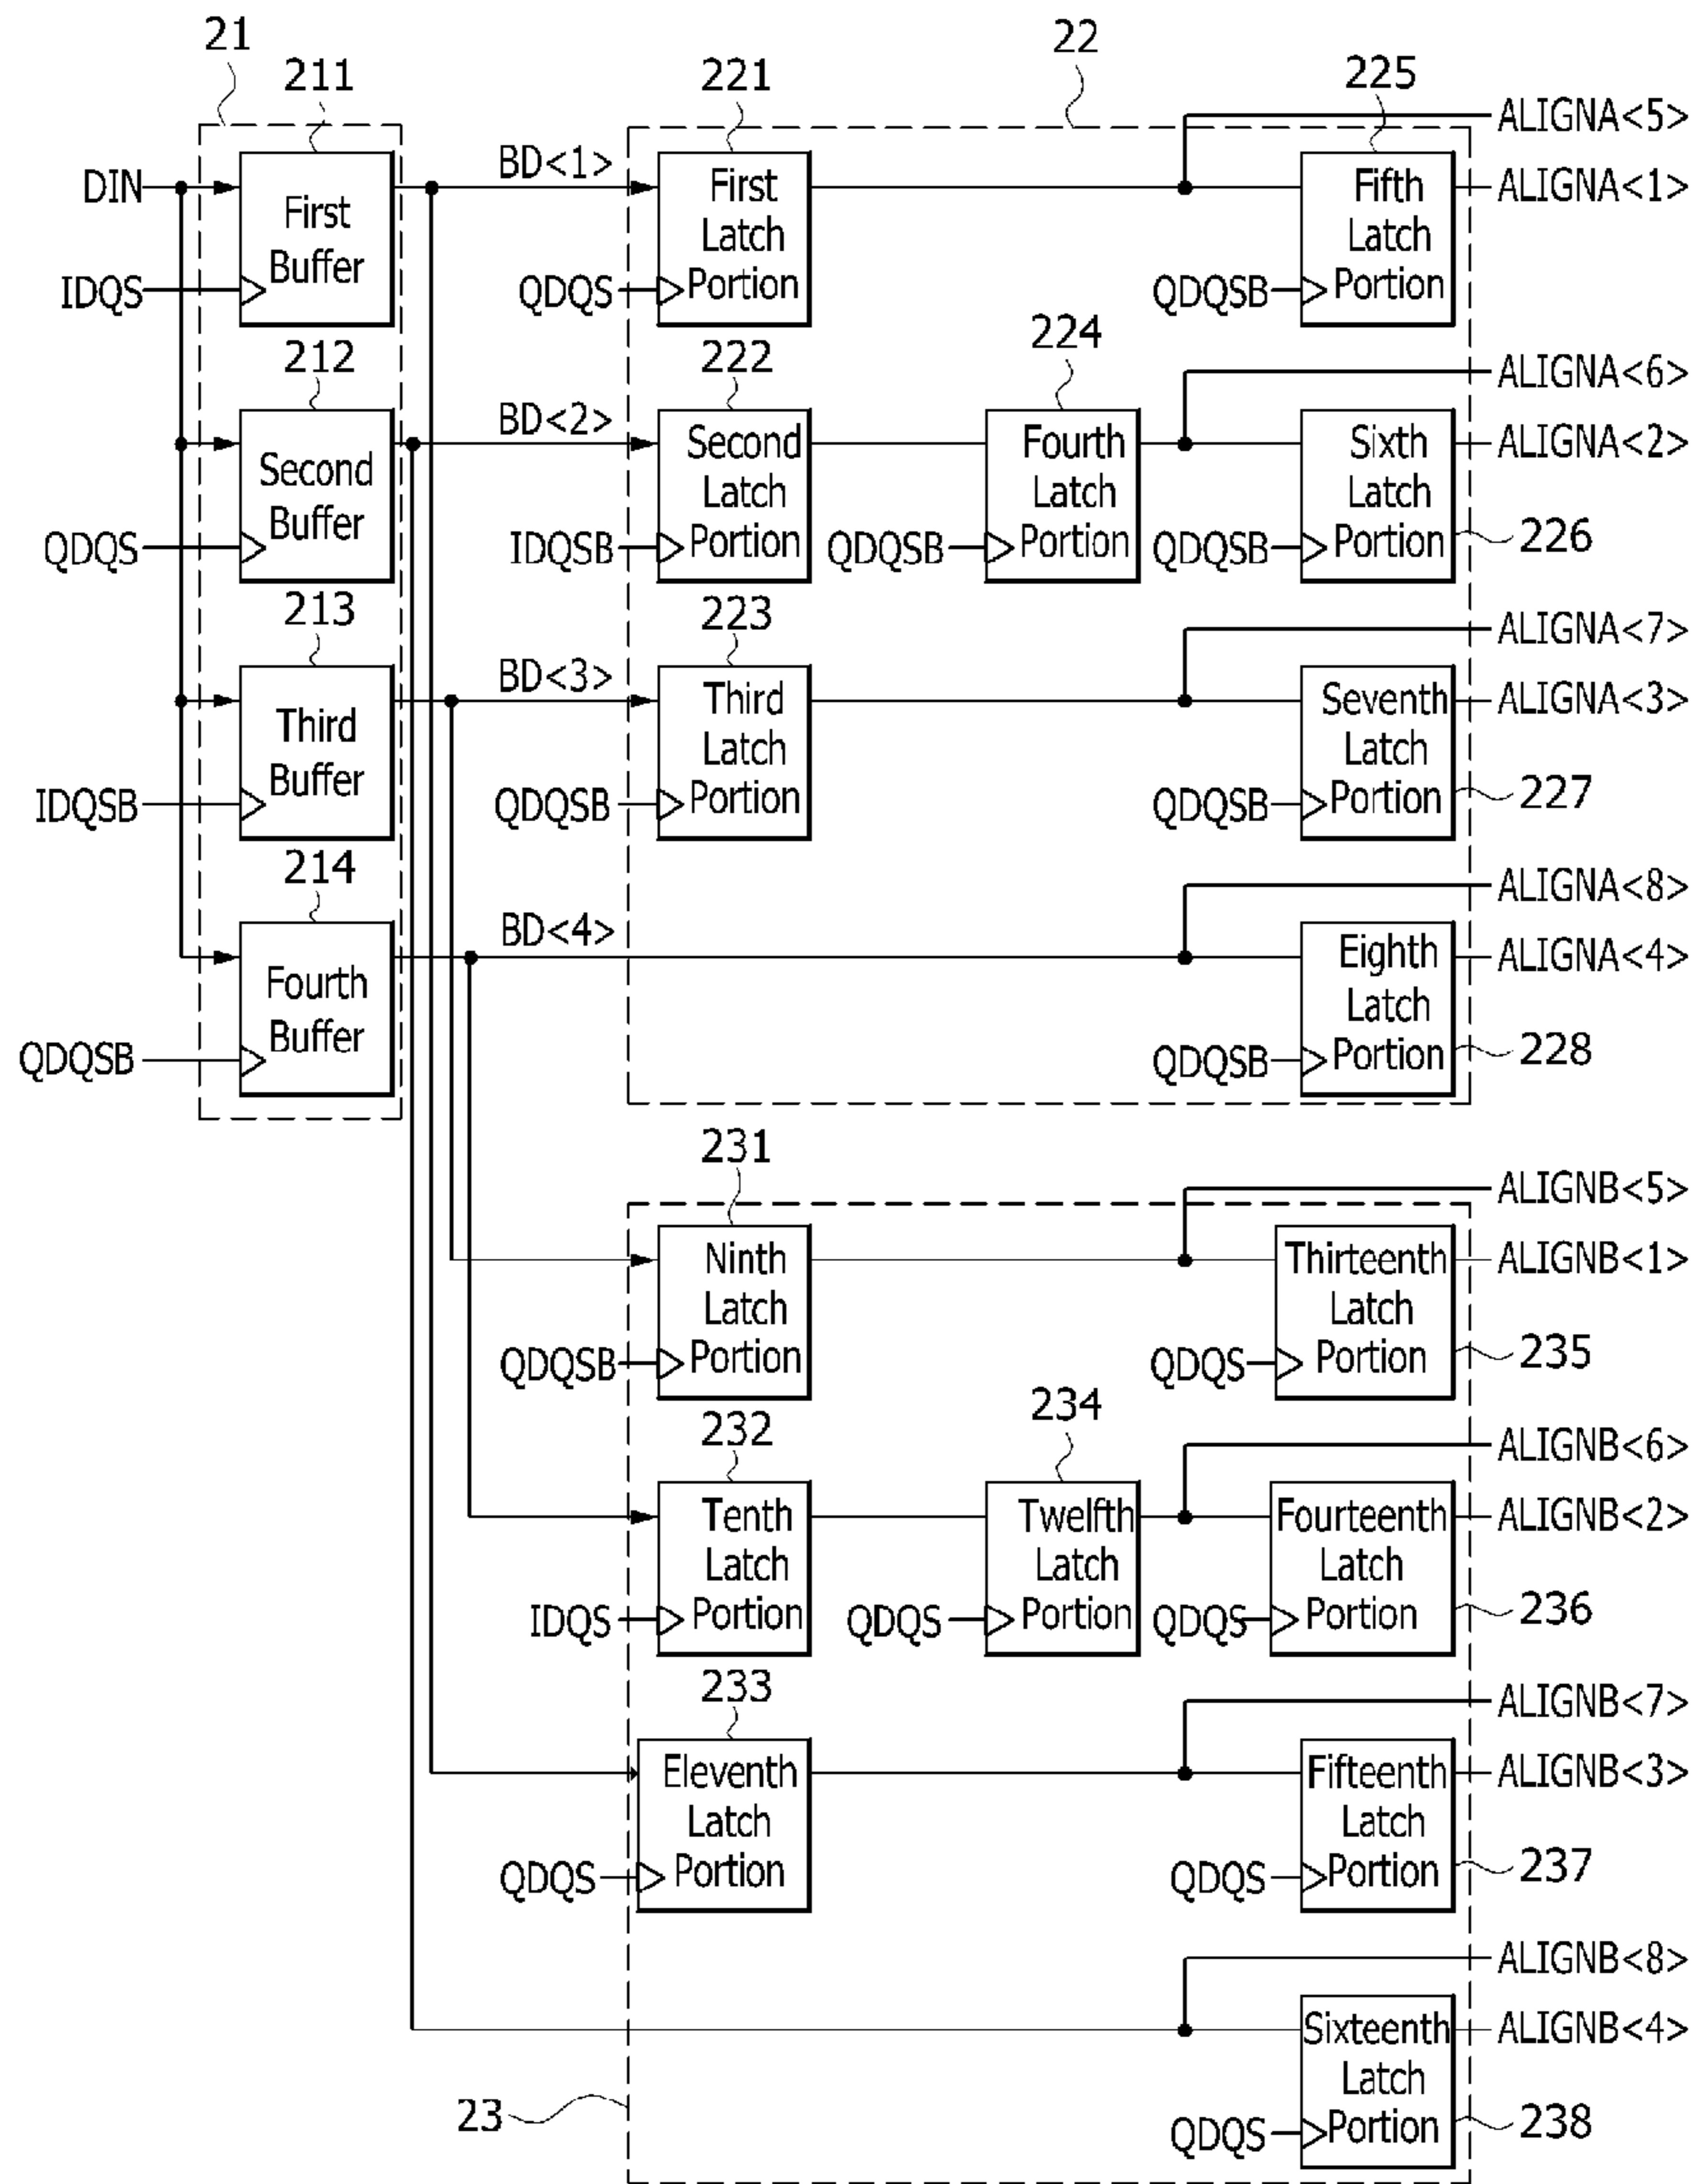 21
211
221
22
225
ALIGNA<5>
DIN
First
Buffer
IDQS
BD<1>
First
Latch
Portion
QDQS
Fifth
Latch
Portion
QDQSB
ALIGNA<1>
212
222
224
ALIGNA<6>
Second
Buffer
QDQS
BD<2>
Second
Latch
Portion
IDQSB
Fourth
Latch
Portion
QDQSB
Sixth
Latch
Portion
QDQSB
ALIGNA<2>
226
213
223
ALIGNA<7>
Third
Buffer
IDQSB
BD<3>
Third
Latch
Portion
QDQSB
Seventh
Latch
Portion
QDQSB
ALIGNA<3>
227
214
ALIGNA<8>
Fourth
Buffer
QDQSB
BD<4>
Eighth
Latch
Portion
QDQSB
ALIGNA<4>
228
231
ALIGNB<5>
Ninth
Latch
Portion
QDQSB
Thirteenth
Latch
Portion
QDQS
ALIGNB<1>
235
232
234
ALIGNB<6>
Tenth
Latch
Portion
IDQS
Twelfth
Latch
Portion
QDQS
Fourteenth
Latch
Portion
QDQS
ALIGNB<2>
236
233
ALIGNB<7>
Eleventh
Latch
Portion
QDQS
Fifteenth
Latch
Portion
QDQS
ALIGNB<3>
237
ALIGNB<8>
Sixteenth
Latch
Portion
QDQS
ALIGNB<4>
238
23